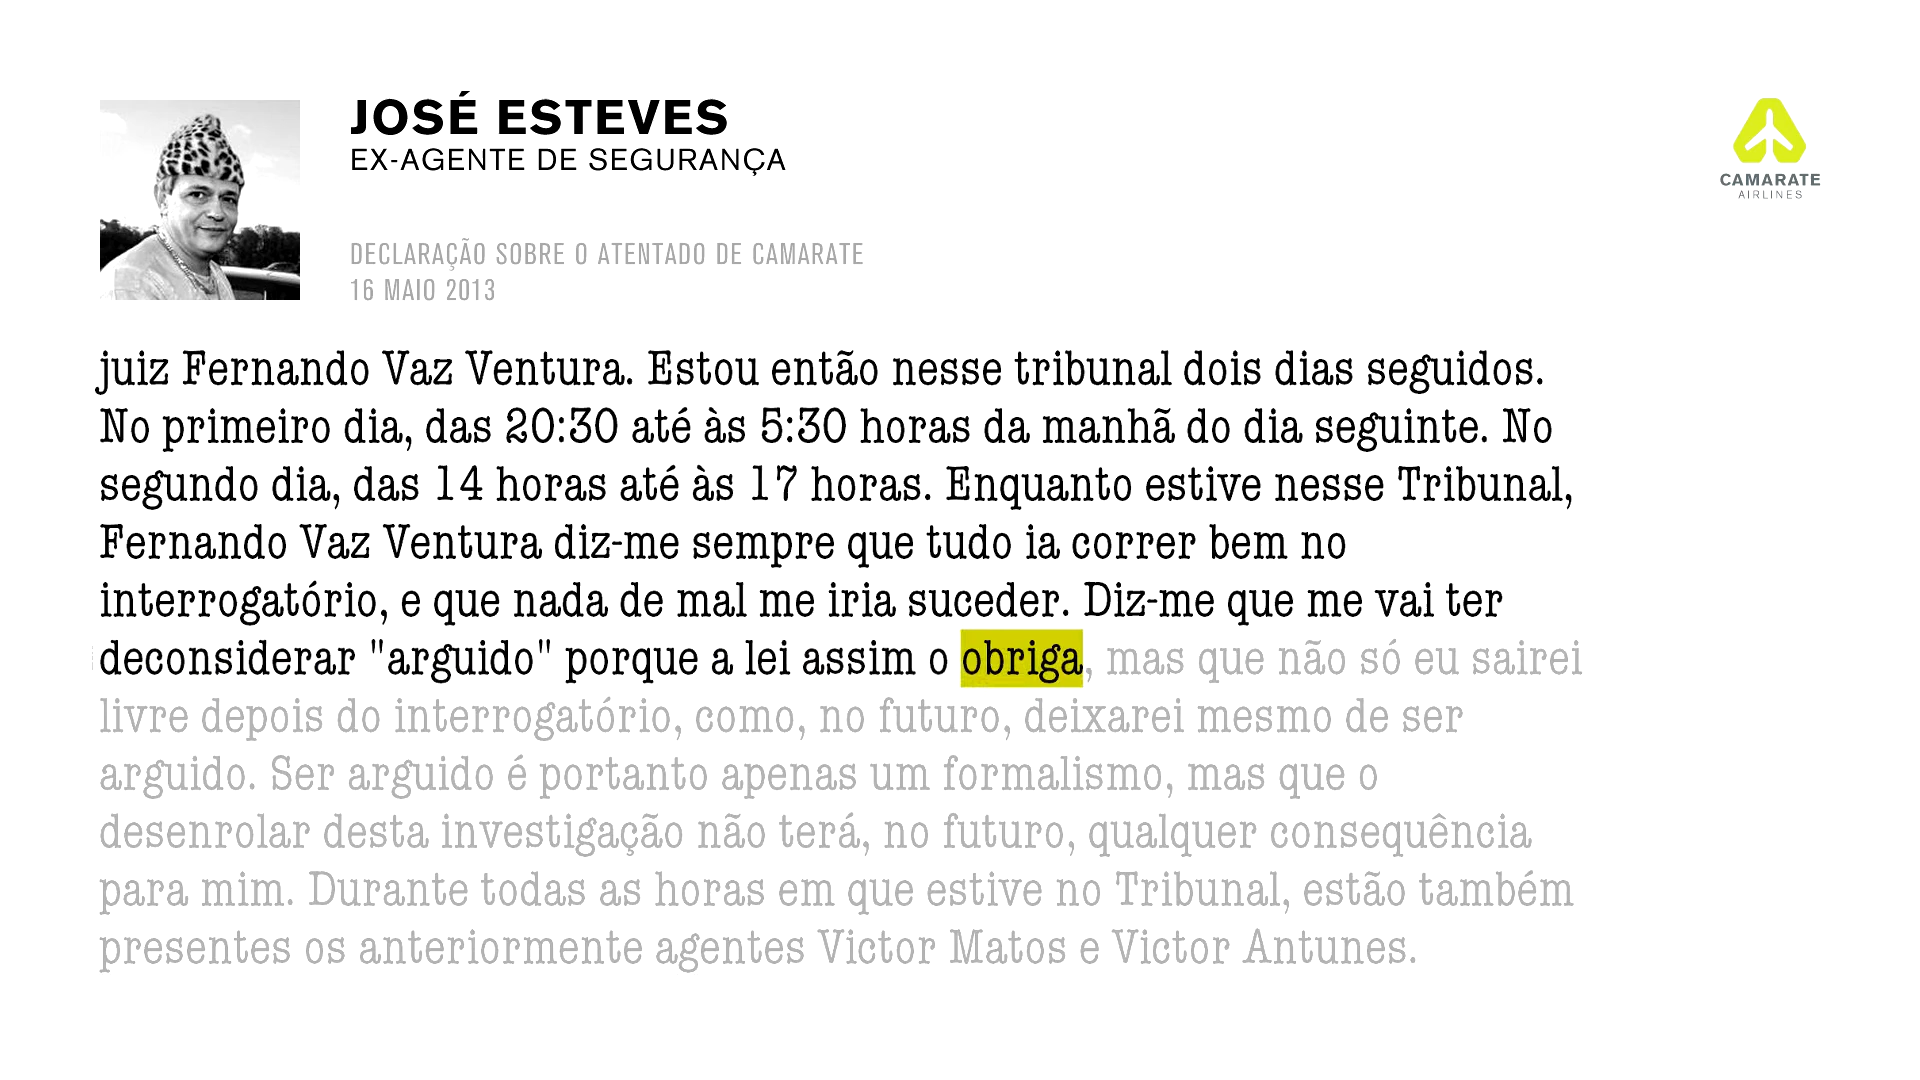 JOSÉ ESTEVES
EX-AGENTE DE SEGURANÇA
DECLARAÇÃO SOBRE O ATENTADO DE CAMARATE
16 MAIO 2013
CAMARATE
AIRLINES
juiz Fernando Vaz Ventura. Estou então nesse tribunal dois dias seguidos.
No primeiro dia, das 20:30 até às 5:30 horas da manhã do dia seguinte. No
segundo dia, das 14 horas até às 17 horas. Enquanto estive nesse Tribunal,
Fernando Vaz Ventura diz-me sempre que tudo ia correr bem no
interrogatório, e que nada de mal me iria suceder. Diz-me que me vai ter
deconsiderar "arguido" porque a lei assim o obriga, mas que não só eu sairei
livre depois do interrogatório, como, no futuro, deixarei mesmo de ser
arguido. Ser arguido é portanto apenas um formalismo, mas que o
desenrolar desta investigação não terá, no futuro, qualquer consequência
para mim. Durante todas as horas em que estive no Tribunal, estão também
presentes os anteriormente agentes Victor Matos e Victor Antunes.